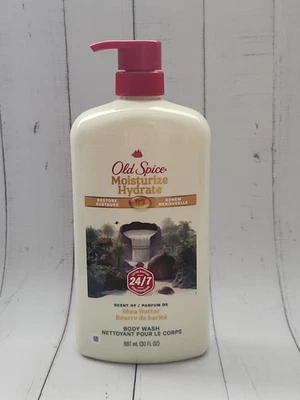 Old Spice
Moisturize
Hydrate
RESTORE
RENEW
RENOUVELLE
24/7
SCENT OF / PARFUM DE
Shea Butter
Beurre de karité
BODY WASH
NETTOYANT POUR LE CORPS
887 mL (30 FL OZ)